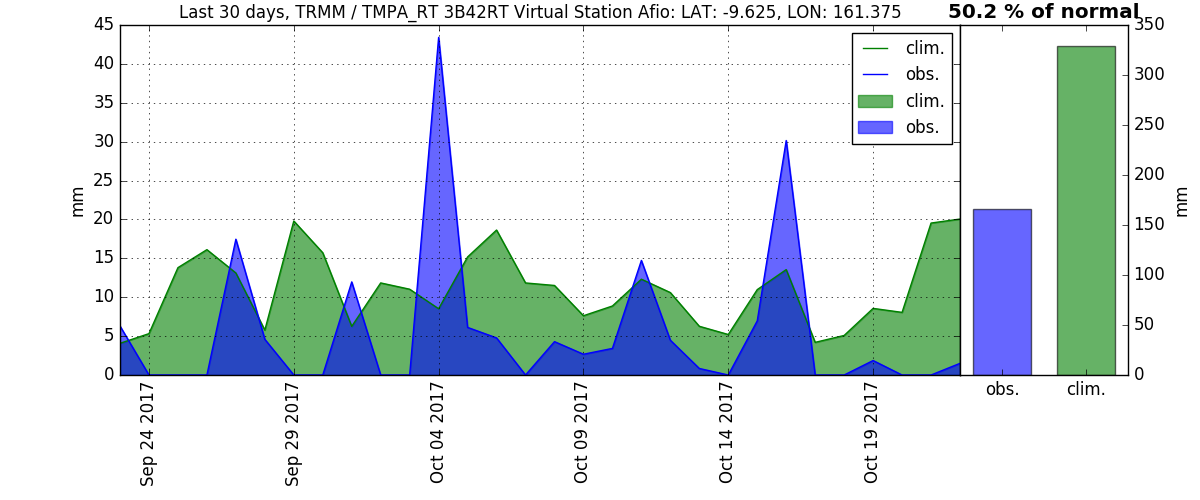 Last 30 days, TRMM / TMPA_RT 3B42RT Virtual Station Afio: LAT: -9.625, LON: 161.375
50.2 % of normal
45
40
35
30
25
20
15
10
5
0
mm
clim.
obs.
clim.
obs.
Sep 24 2017
Sep 29 2017
Oct 04 2017
Oct 09 2017
Oct 14 2017
Oct 19 2017
350
300
250
200
150
100
50
0
mm
obs.
clim.